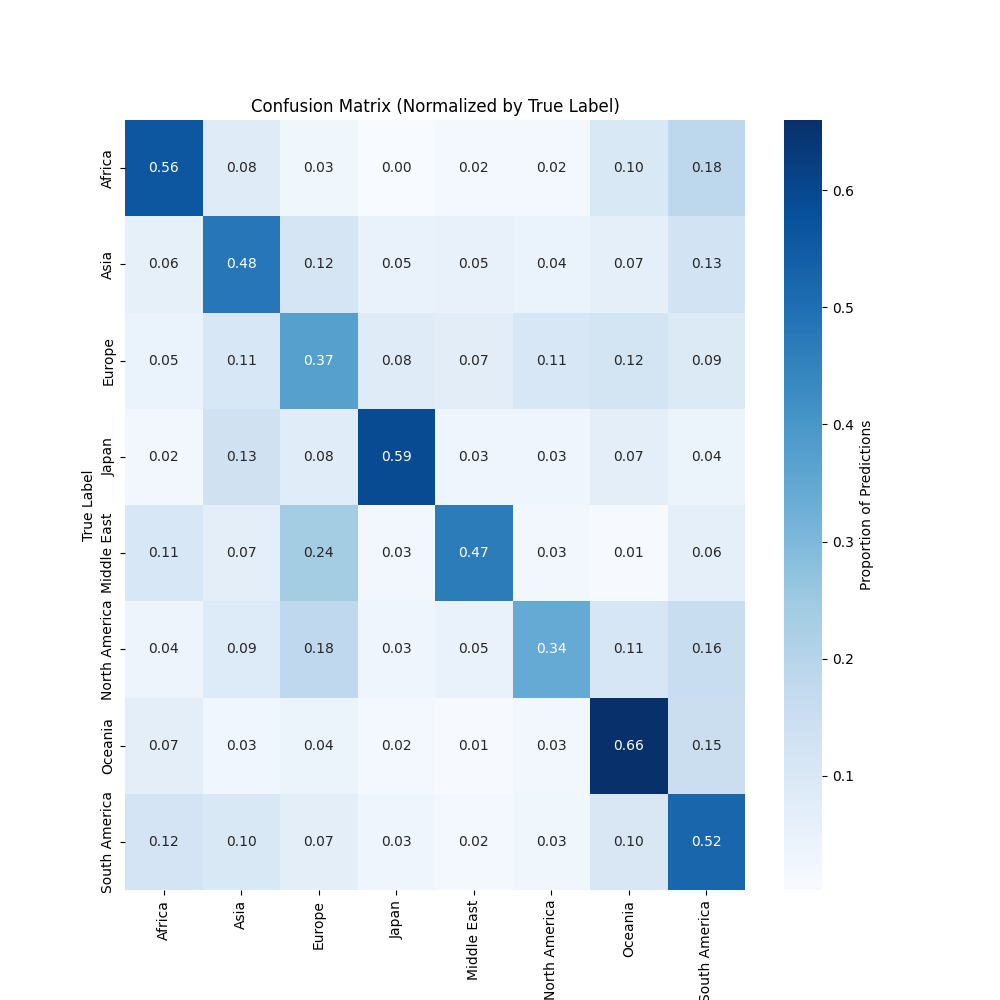 Confusion Matrix (Normalized by True Label)
Africa 0.56 0.08 0.03 0.00 0.02 0.02 0.10 0.18
Asia 0.06 0.48 0.12 0.05 0.05 0.04 0.07 0.13
Europe 0.05 0.11 0.37 0.08 0.07 0.11 0.12 0.09
Japan 0.02 0.13 0.08 0.59 0.03 0.03 0.07 0.04
Middle East 0.11 0.07 0.24 0.03 0.47 0.03 0.01 0.06
North America 0.04 0.09 0.18 0.03 0.05 0.34 0.11 0.16
Oceania 0.07 0.03 0.04 0.02 0.01 0.03 0.66 0.15
South America 0.12 0.10 0.07 0.03 0.02 0.03 0.10 0.52
True Label
Africa Asia Europe Japan Middle East North America Oceania South America
0.6
0.5
0.4
0.3
0.2
0.1
Proportion of Predictions